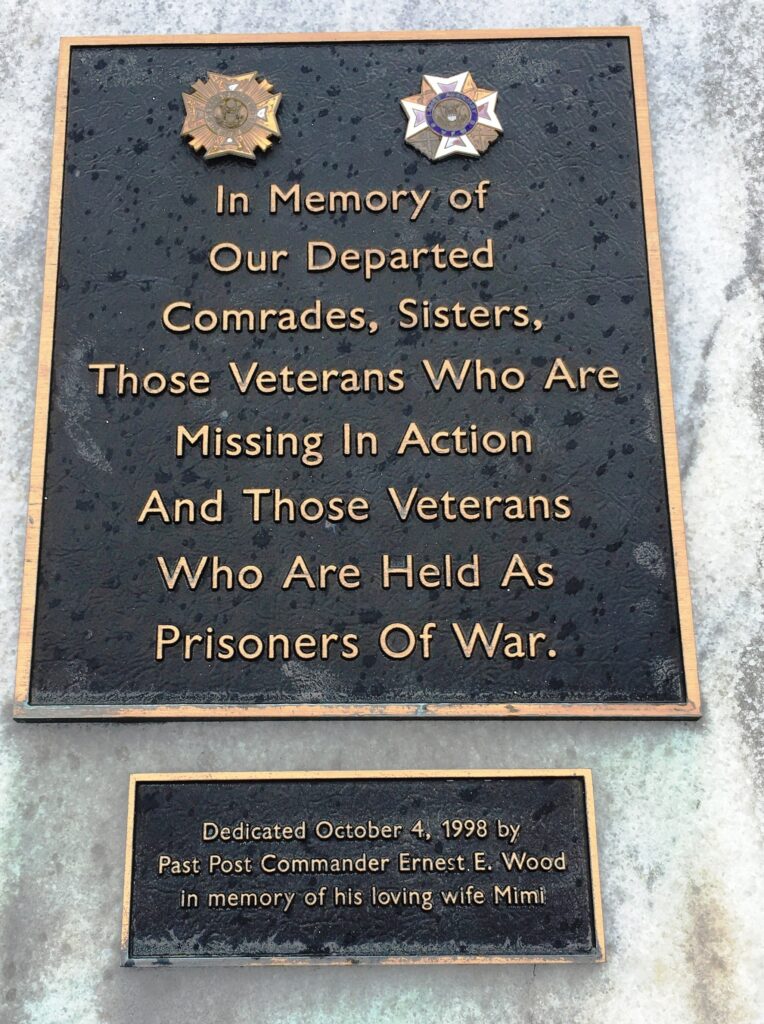 In Memory of
Our Departed
Comrades, Sisters,
Those Veterans Who Are
Missing In Action
And Those Veterans
Who Are Held As
Prisoners Of War.
Dedicated October 4, 1998 by
Past Post Commander Ernest E. Wood
in memory of his loving wife Mimi